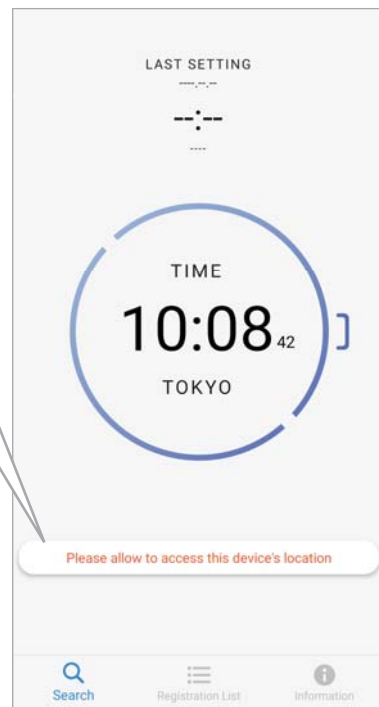 LAST SETTING
----.--.--
--:--
----
TIME
10:08 42
TOKYO
Please allow to access this device's location
Search
Registration List
Information